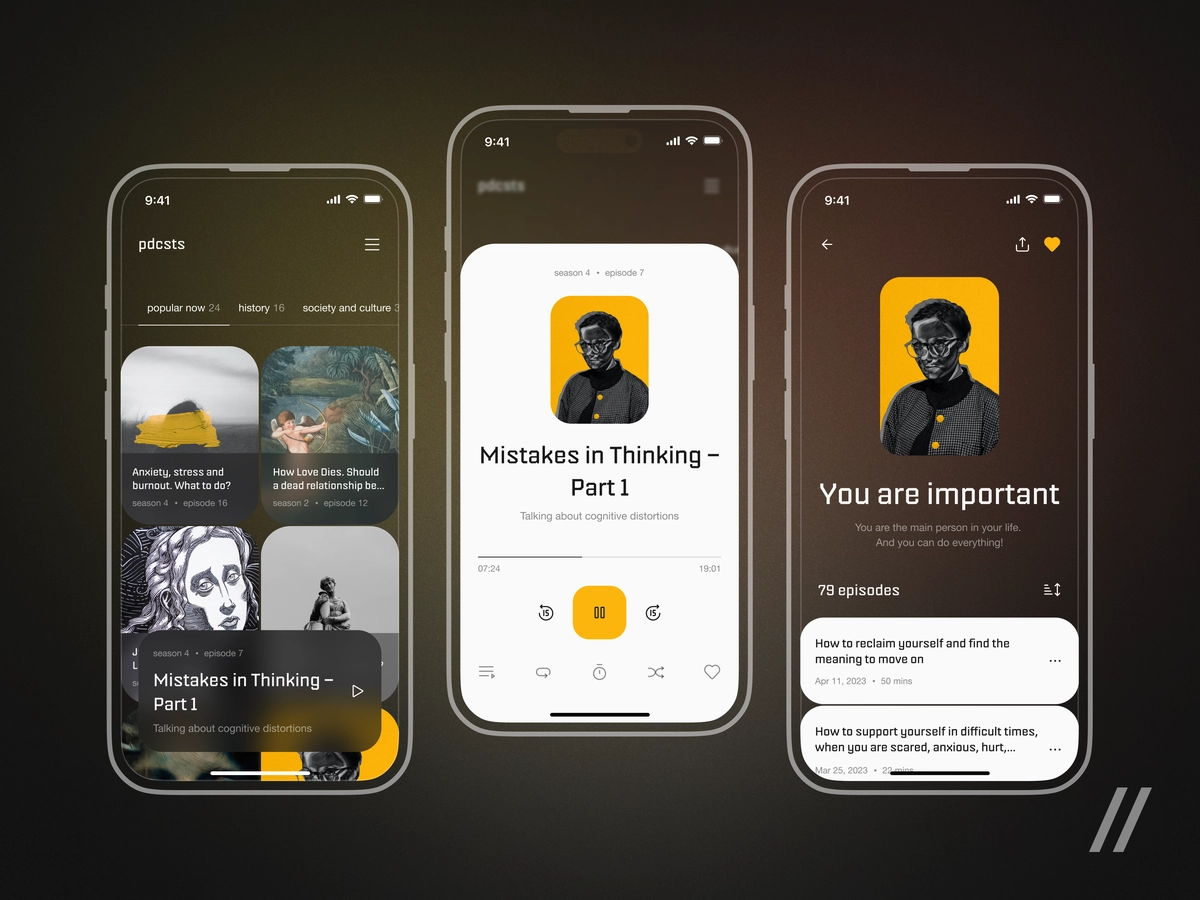 9:41
pdcsts
popular now 24
history 16
society and culture 3
Anxiety, stress and
burnout. What to do?
season 4 • episode 16
How Love Dies. Should
a dead relationship be...
season 2 • episode 12
season 4 • episode 7
Mistakes in Thinking –
Part 1
Talking about cognitive distortions
9:41
pdcsts
season 4 • episode 7
Mistakes in Thinking –
Part 1
Talking about cognitive distortions
07:24
19:01
15
15
9:41
You are important
You are the main person in your life.
And you can do everything!
79 episodes
How to reclaim yourself and find the
meaning to move on
Apr 11, 2023 • 50 mins
How to support yourself in difficult times,
when you are scared, anxious, hurt,...
Mar 25, 2023 • 22 mins